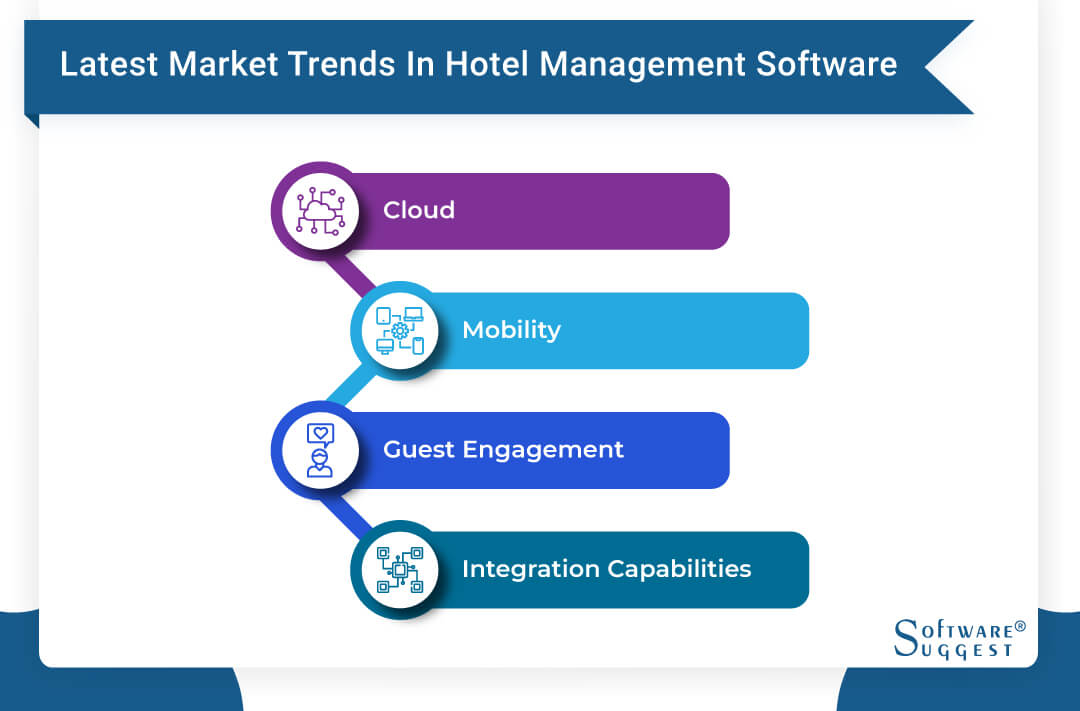 Latest Market Trends In Hotel Management Software
Cloud
Mobility
Guest Engagement
Integration Capabilities
SOFTWARE®
SUGGEST